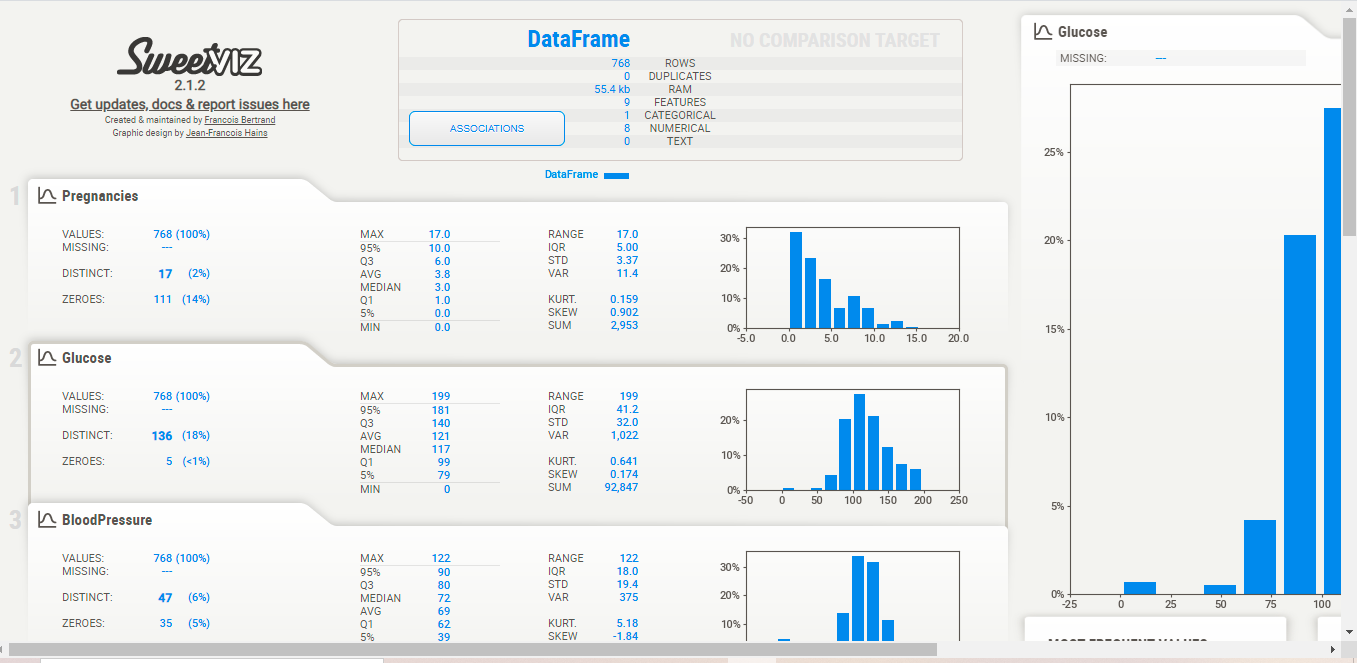 SweetVIZ
2.1.2
Get updates, docs & report issues here
Created & maintained by Francois Bertrand
Graphic design by Jean-Francois Hains
DataFrame
NO COMPARISON TARGET
768 ROWS
0 DUPLICATES
55.4 kb RAM
9 FEATURES
1 CATEGORICAL
8 NUMERICAL
0 TEXT
ASSOCIATIONS
DataFrame
1 Pregnancies
VALUES: 768 (100%)
MISSING: ---
DISTINCT: 17 (2%)
ZEROES: 111 (14%)
MAX 17.0
95% 10.0
Q3 6.0
AVG 3.8
MEDIAN 3.0
Q1 1.0
5% 0.0
MIN 0.0
RANGE 17.0
IQR 5.00
STD 3.37
VAR 11.4
KURT. 0.159
SKEW 0.902
SUM 2,953
30%
20%
10%
0%
-5.0 0.0 5.0 10.0 15.0 20.0
2 Glucose
VALUES: 768 (100%)
MISSING: ---
DISTINCT: 136 (18%)
ZEROES: 5 (<1%)
MAX 199
95% 181
Q3 140
AVG 121
MEDIAN 117
Q1 99
5% 79
MIN 0
RANGE 199
IQR 41.2
STD 32.0
VAR 1,022
KURT. 0.641
SKEW 0.174
SUM 92,847
20%
10%
0%
-50 0 50 100 150 200 250
3 BloodPressure
VALUES: 768 (100%)
MISSING: ---
DISTINCT: 47 (6%)
ZEROES: 35 (5%)
MAX 122
95% 90
Q3 80
MEDIAN 72
AVG 69
Q1 62
5% 39
RANGE 122
IQR 18.0
STD 19.4
VAR 375
KURT. 5.18
SKEW -1.84
30%
20%
10%
Glucose
MISSING: ---
25%
20%
15%
10%
5%
0%
-25 0 25 50 75 100
MOST FREQUENT VALUES